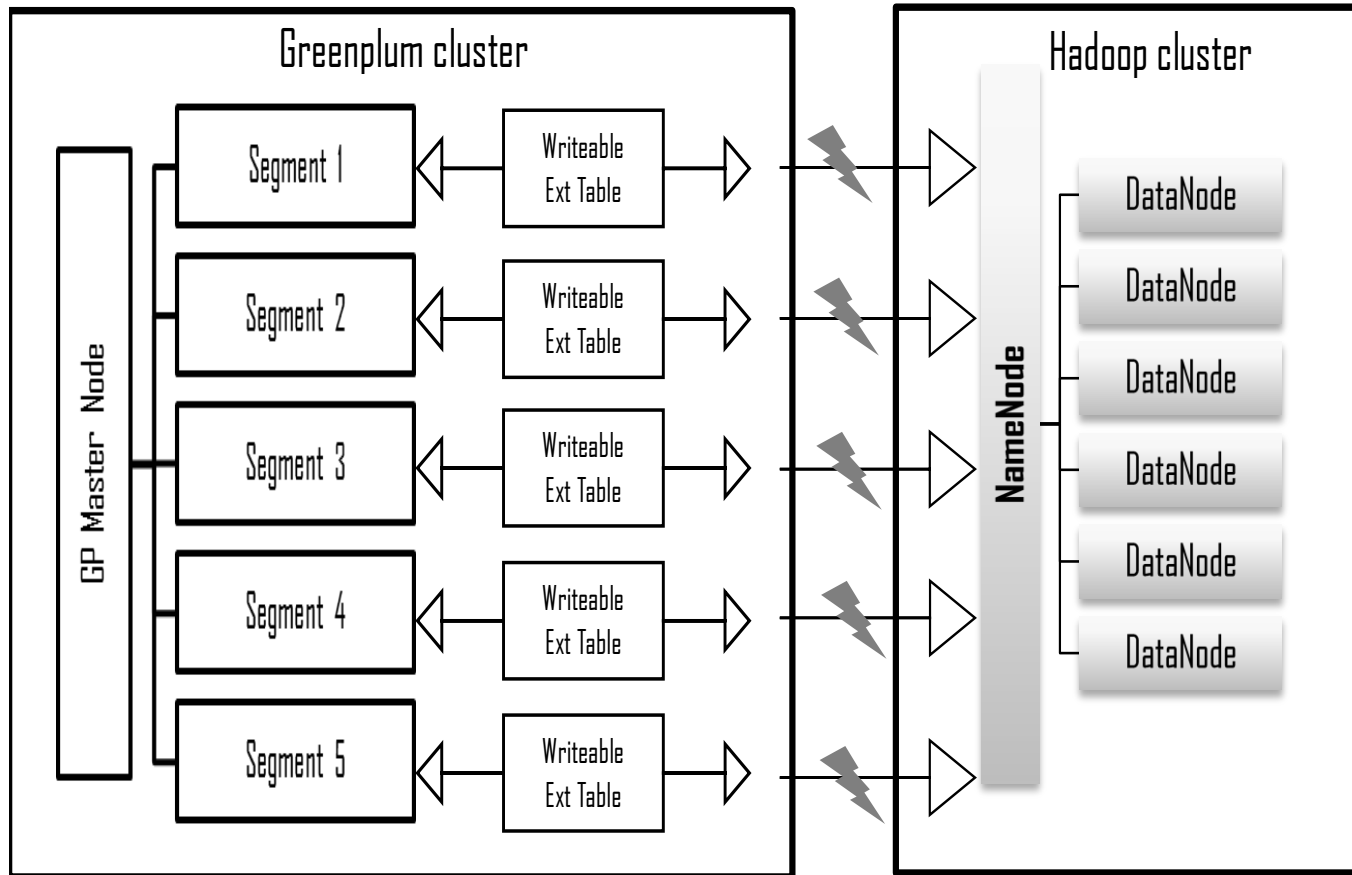 Greenplum cluster
Hadoop cluster
GP Master Node
Segment 1
Writeable
Ext Table
Segment 2
Writeable
Ext Table
Segment 3
Writeable
Ext Table
Segment 4
Writeable
Ext Table
Segment 5
Writeable
Ext Table
NameNode
DataNode
DataNode
DataNode
DataNode
DataNode
DataNode